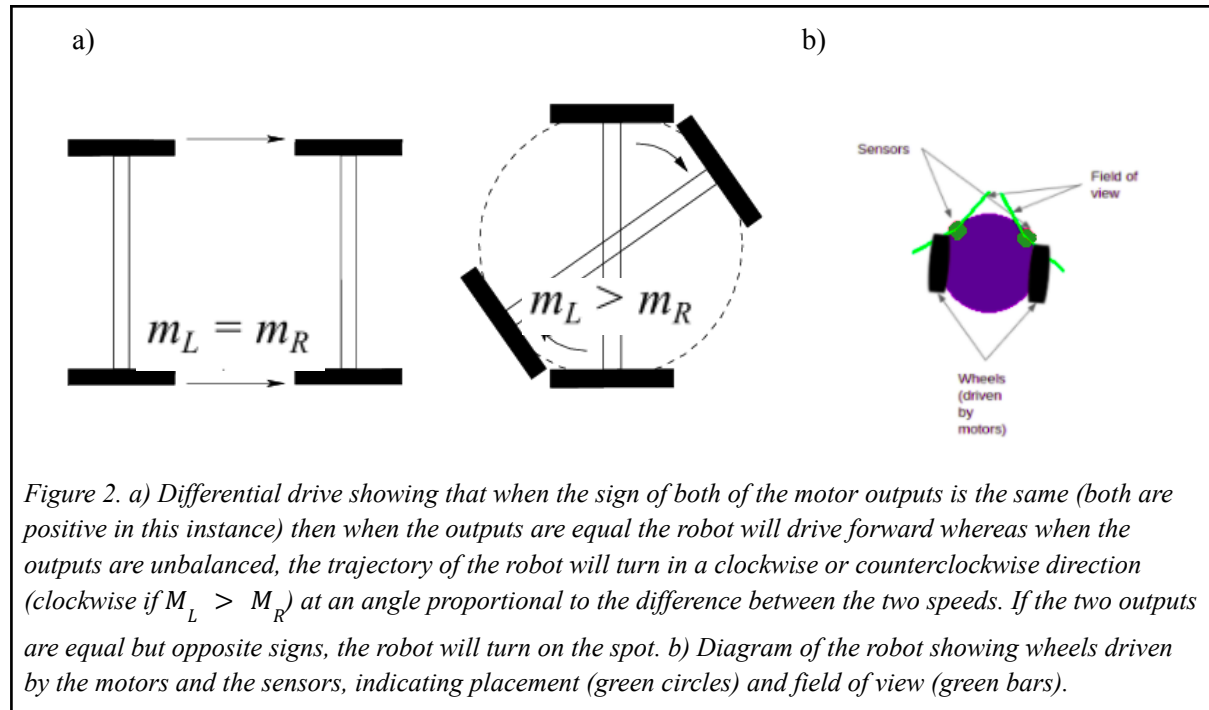 a)
b)
m_L = m_R
m_L > m_R
Sensors
Field of
view
Wheels
(driven
by
motors)
Figure 2. a) Differential drive showing that when the sign of both of the motor outputs is the same (both are
positive in this instance) then when the outputs are equal the robot will drive forward whereas when the
outputs are unbalanced, the trajectory of the robot will turn in a clockwise or counterclockwise direction
(clockwise if M_L > M_R) at an angle proportional to the difference between the two speeds. If the two outputs
are equal but opposite signs, the robot will turn on the spot. b) Diagram of the robot showing wheels driven
by the motors and the sensors, indicating placement (green circles) and field of view (green bars).